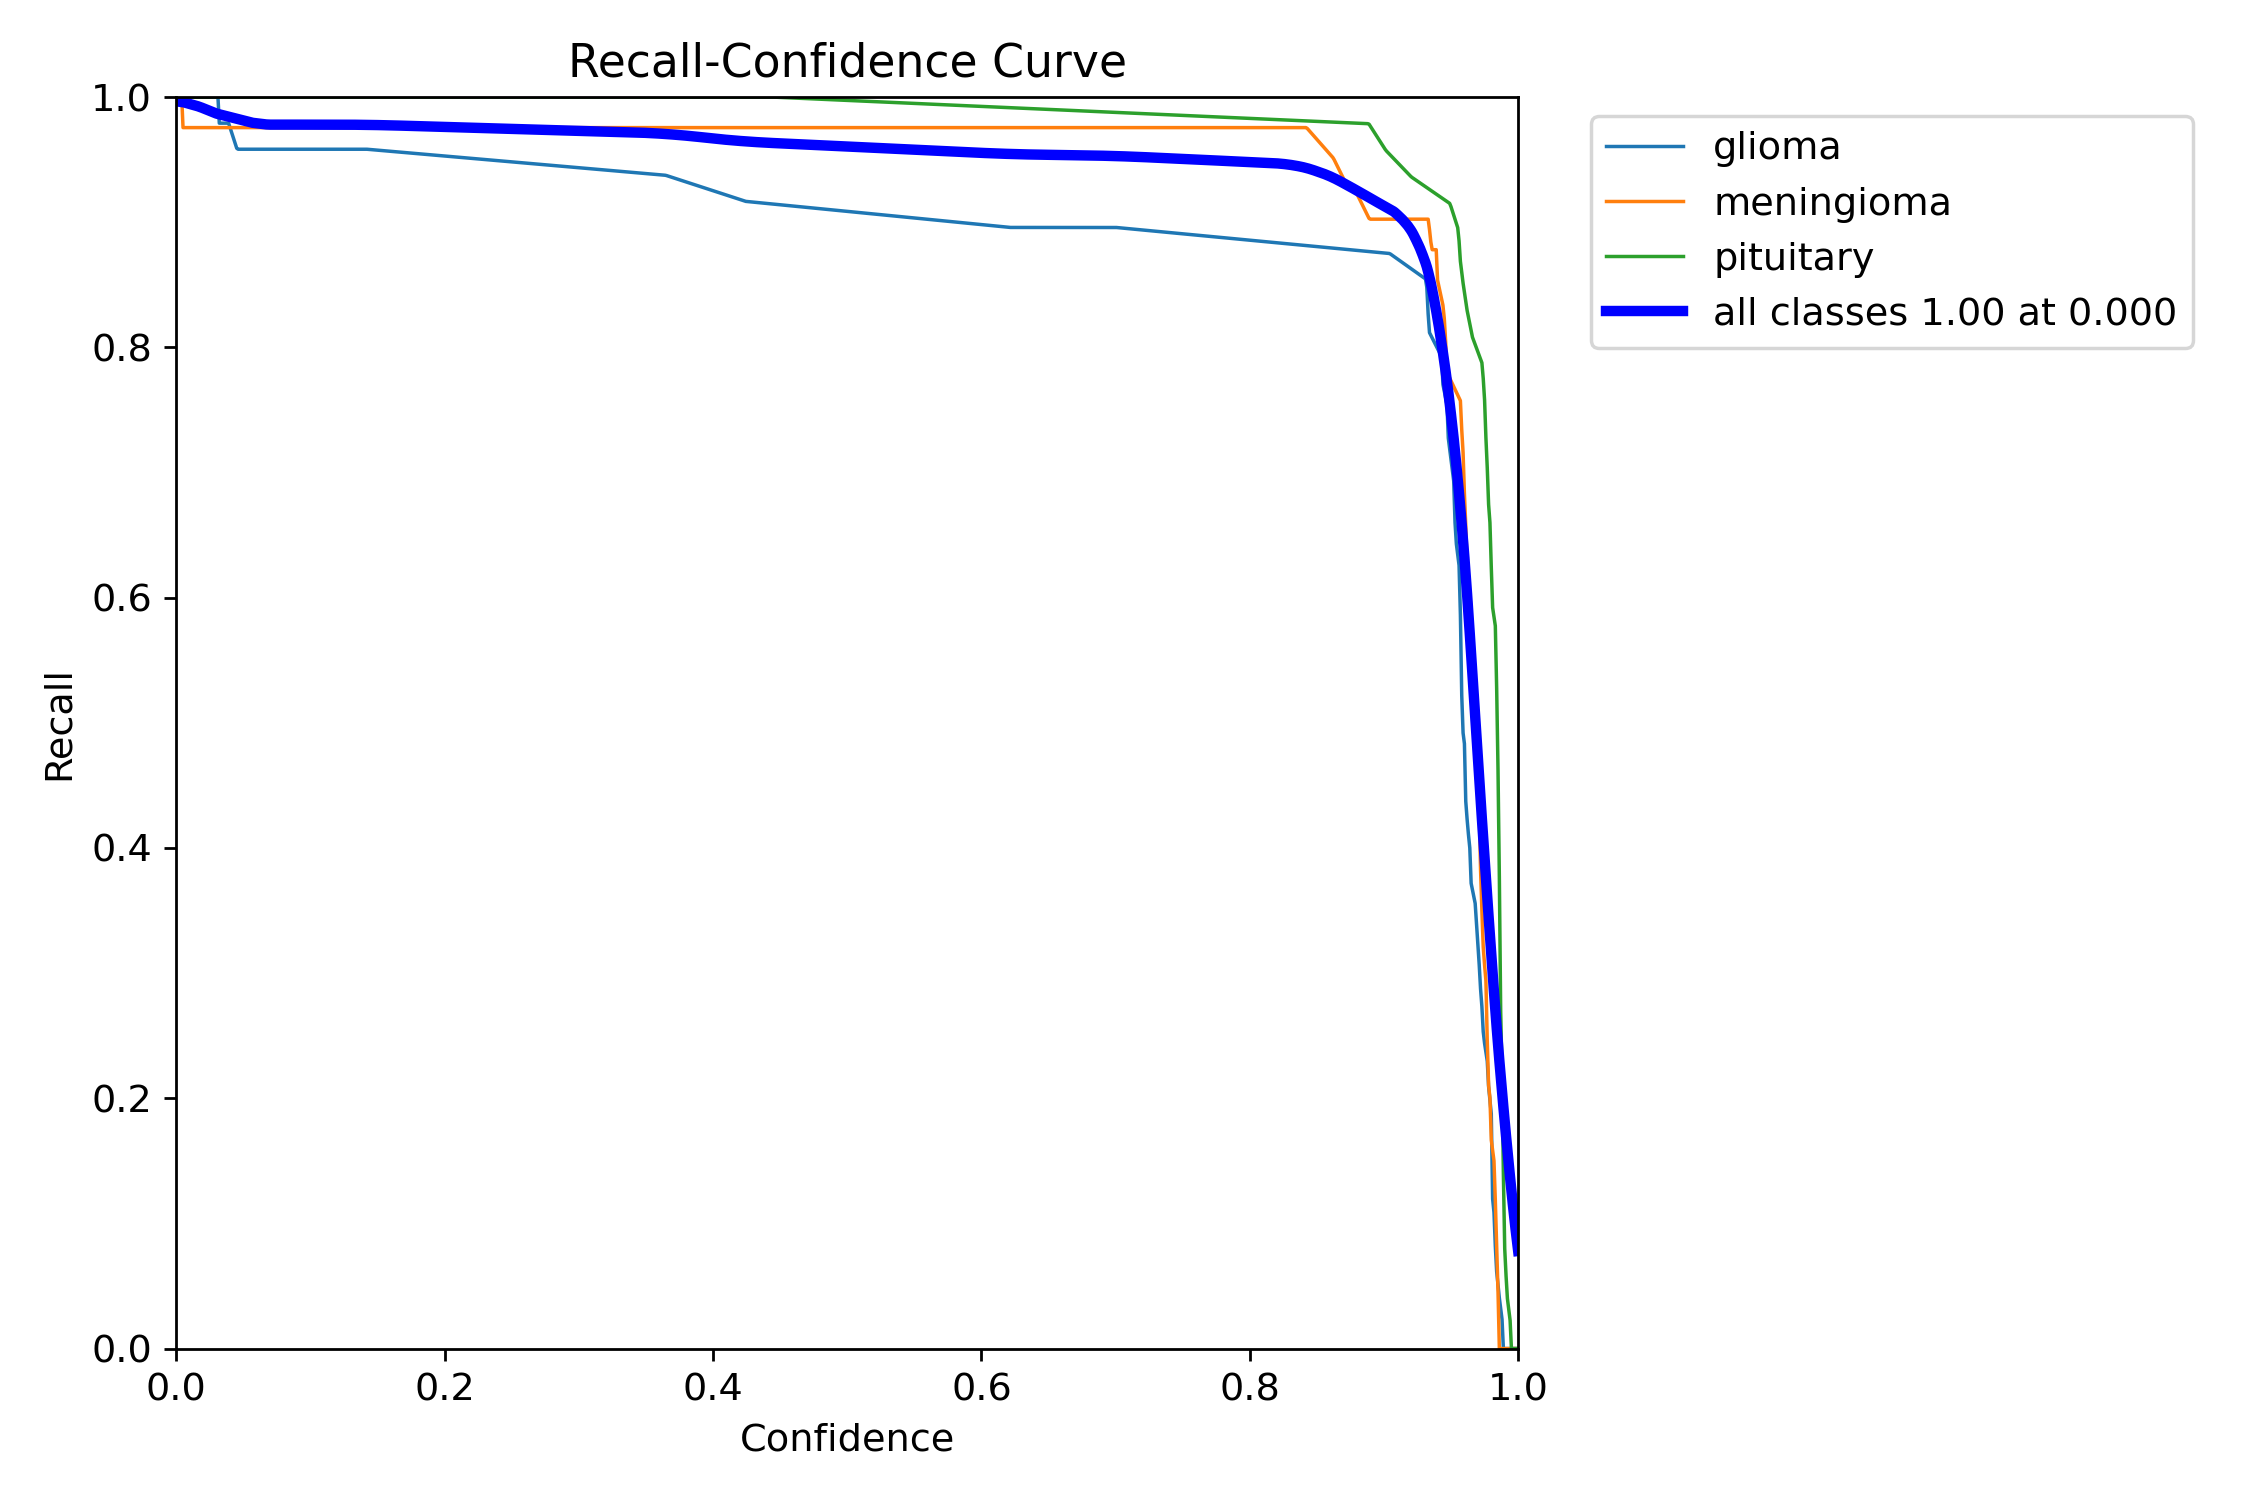 Recall-Confidence Curve
1.0
0.8
0.6
0.4
0.2
0.0
Recall
0.0 0.2 0.4 0.6 0.8 1.0
Confidence
glioma
meningioma
pituitary
all classes 1.00 at 0.000